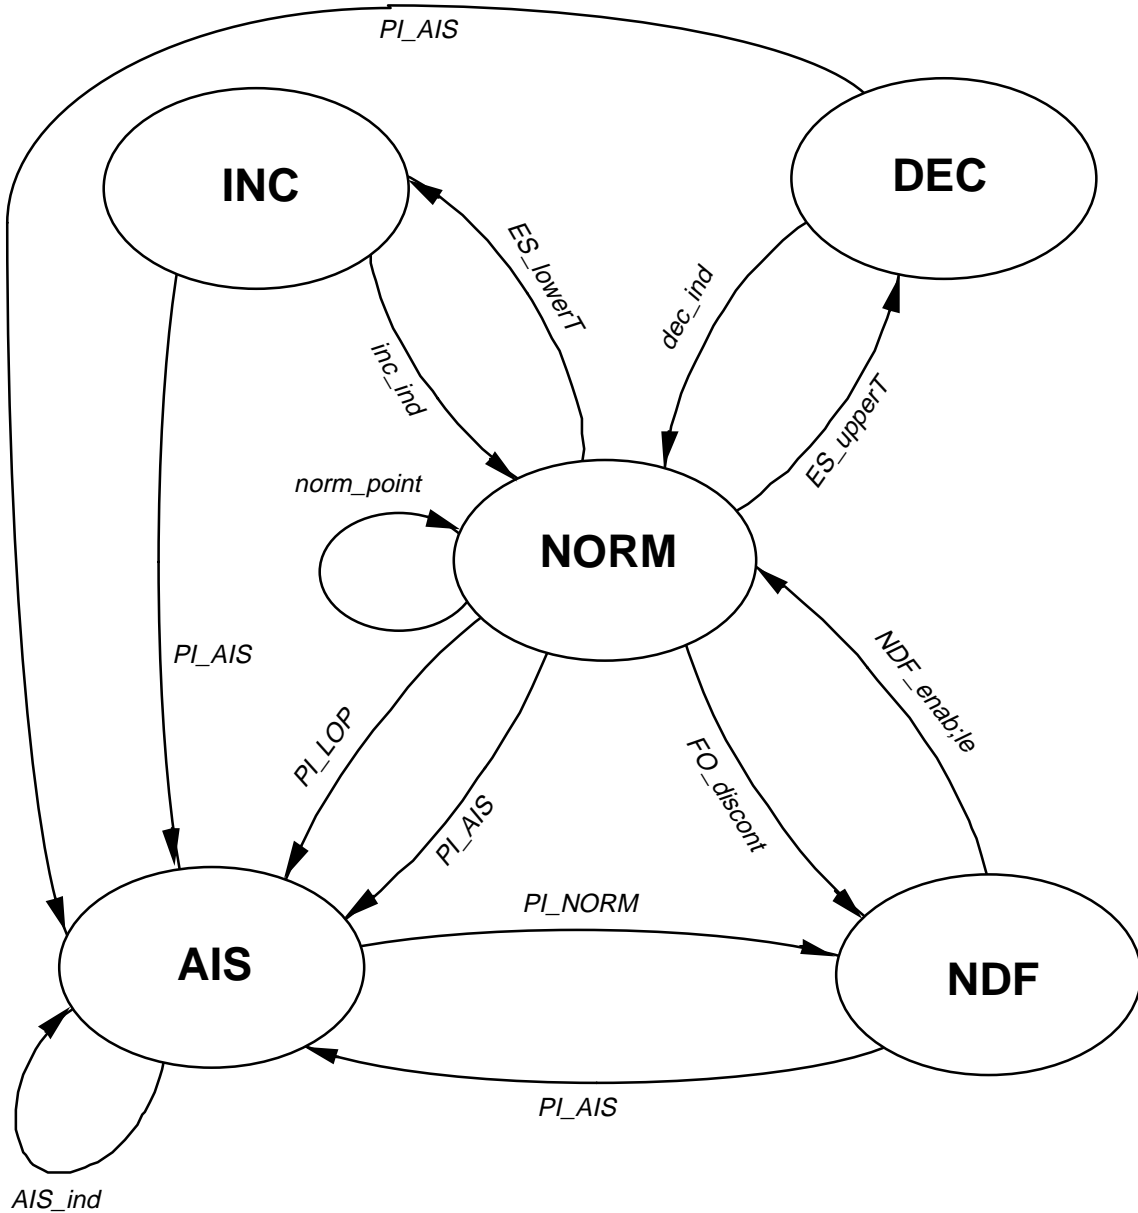 PI_AIS
INC
DEC
ES_lowerT
dec_ind
inc_ind
ES_upperT
norm_point
NORM
PI_AIS
NDF_enab;le
PI_LOP
FO_discont
PI_AIS
PI_NORM
AIS
NDF
PI_AIS
AIS_ind